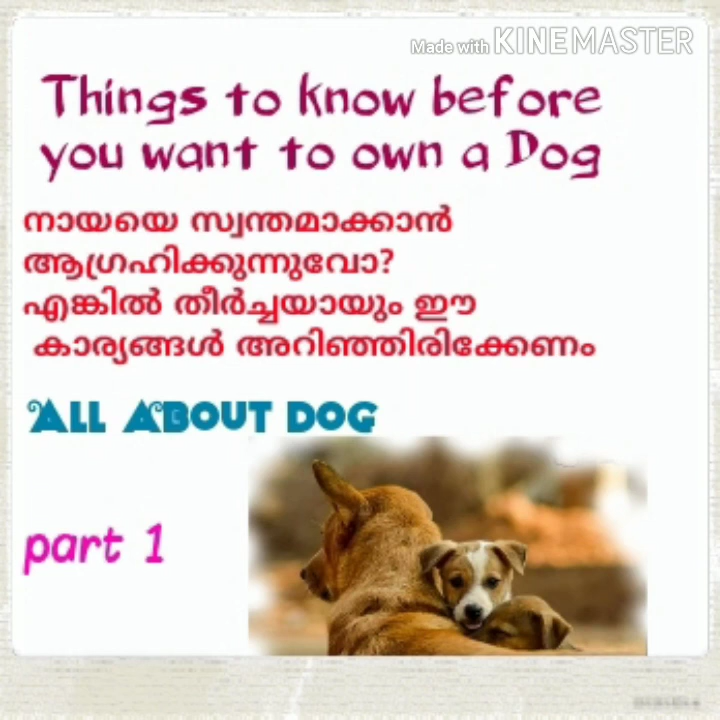 Made with KINEMASTER
Things to know before
you want to own a Dog
നായയെ സ്വന്തമാക്കാൻ
ആഗ്രഹിക്കുന്നുവോ?
എങ്കിൽ തീർച്ചയായും ഈ
കാര്യങ്ങൾ അറിഞ്ഞിരിക്കേണം
ALL ABOUT DOG
part 1